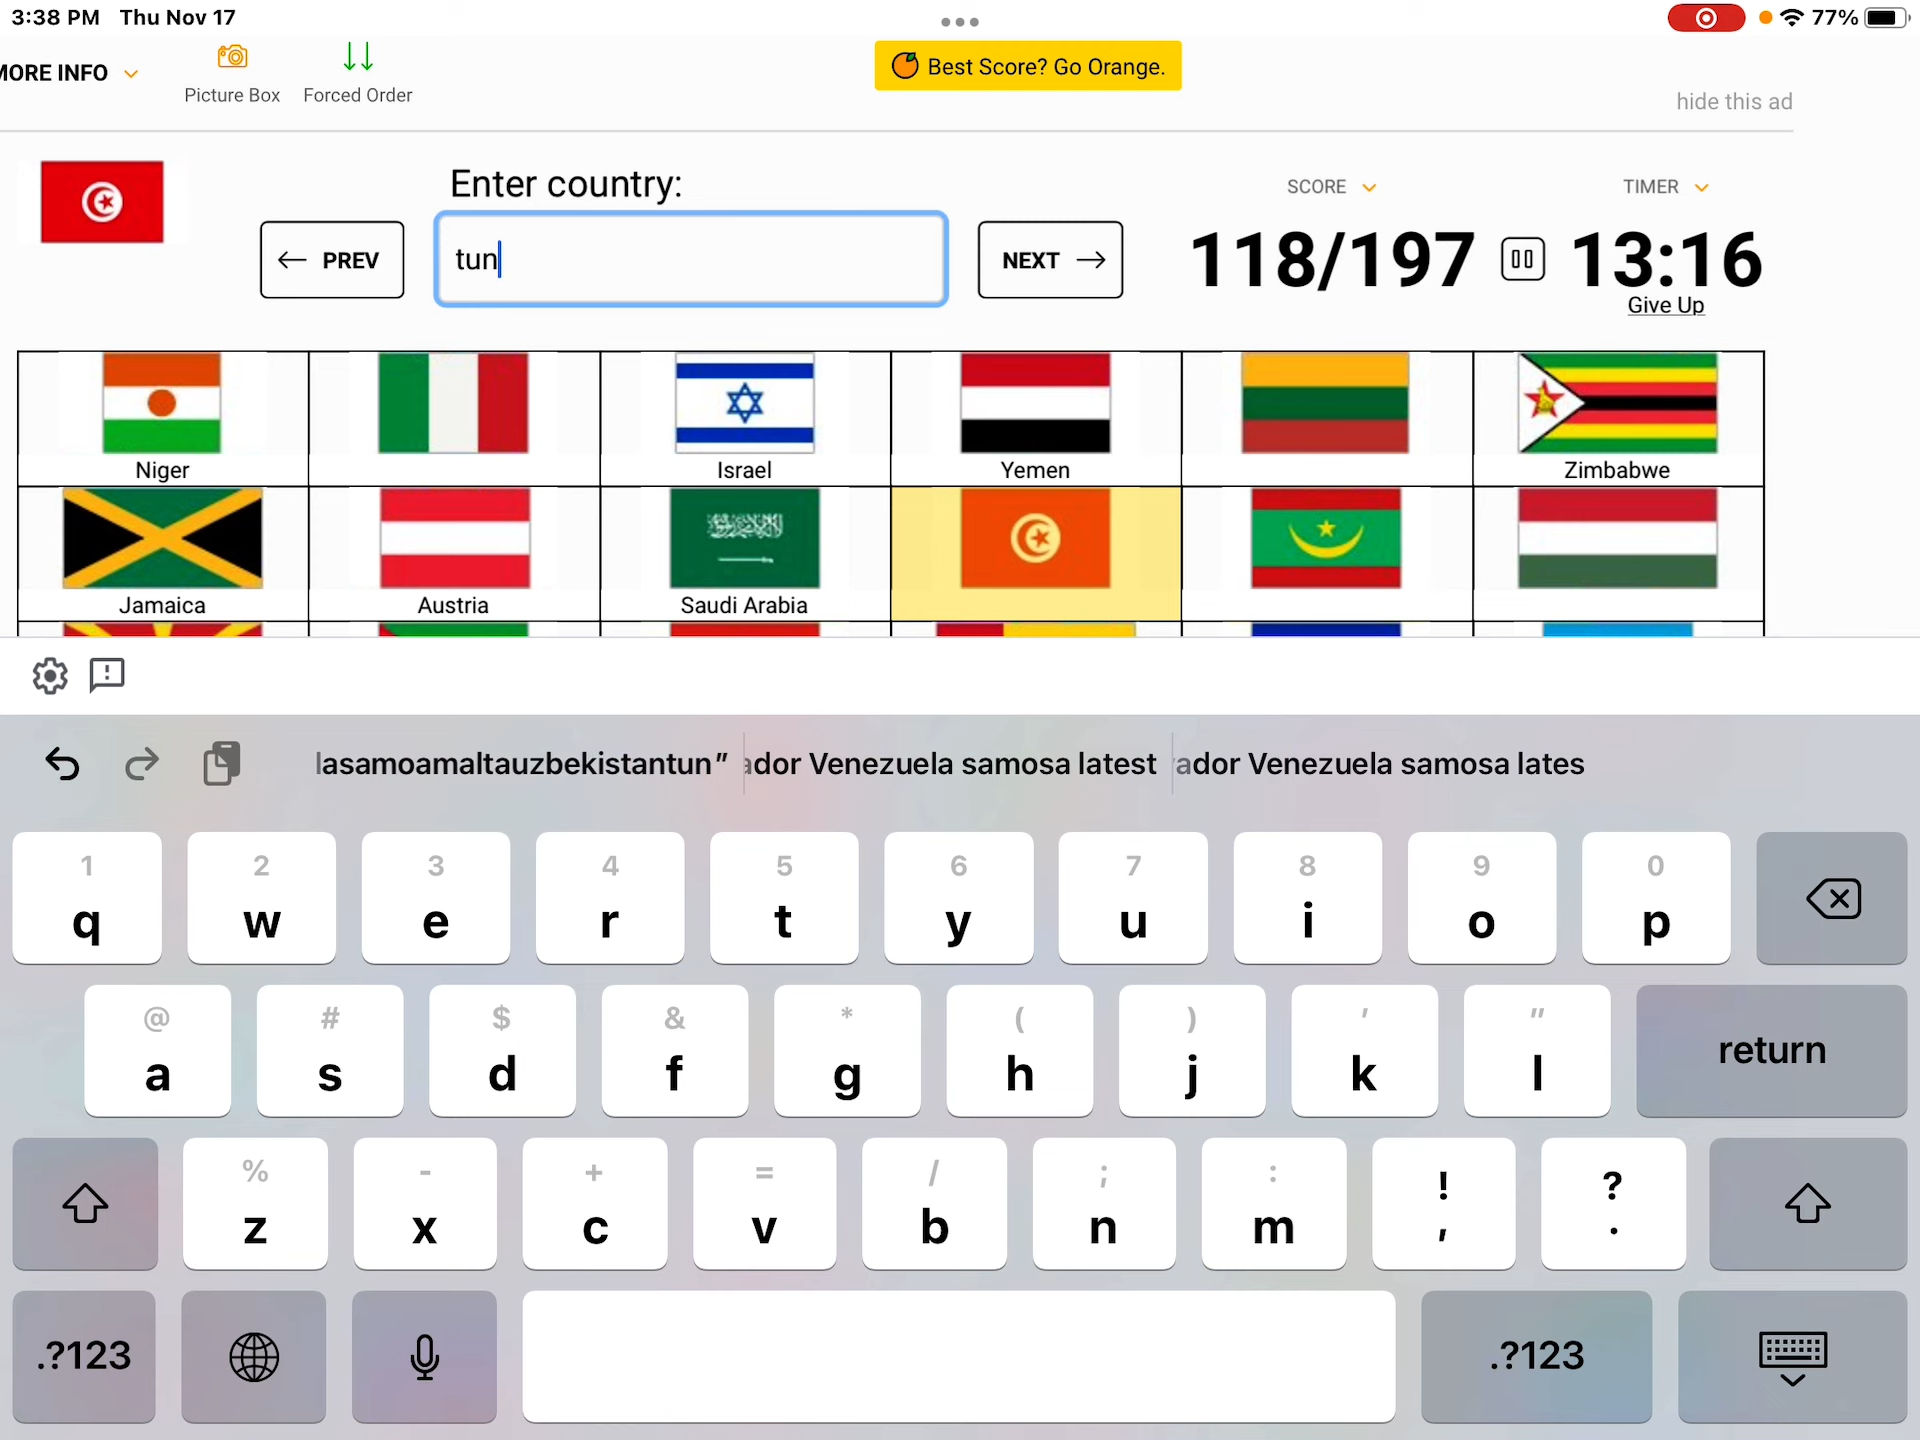 3:38 PM Thu Nov 17
77%
MORE INFO
Picture Box
Forced Order
Best Score? Go Orange.
hide this ad
Enter country:
SCORE
TIMER
PREV
tun
NEXT
118/197
13:16
Give Up
Niger
Israel
Yemen
Zimbabwe
Jamaica
Austria
Saudi Arabia
lasamoamaltauzbekistantun" ador Venezuela samosa latest ador Venezuela samosa lates
1 2 3 4 5 6 7 8 9 0
q w e r t y u i o p
@ # $ & * ( ) ' "
a s d f g h j k l return
% - + = / ; : ! ?
z x c v b n m , .
.?123 .?123